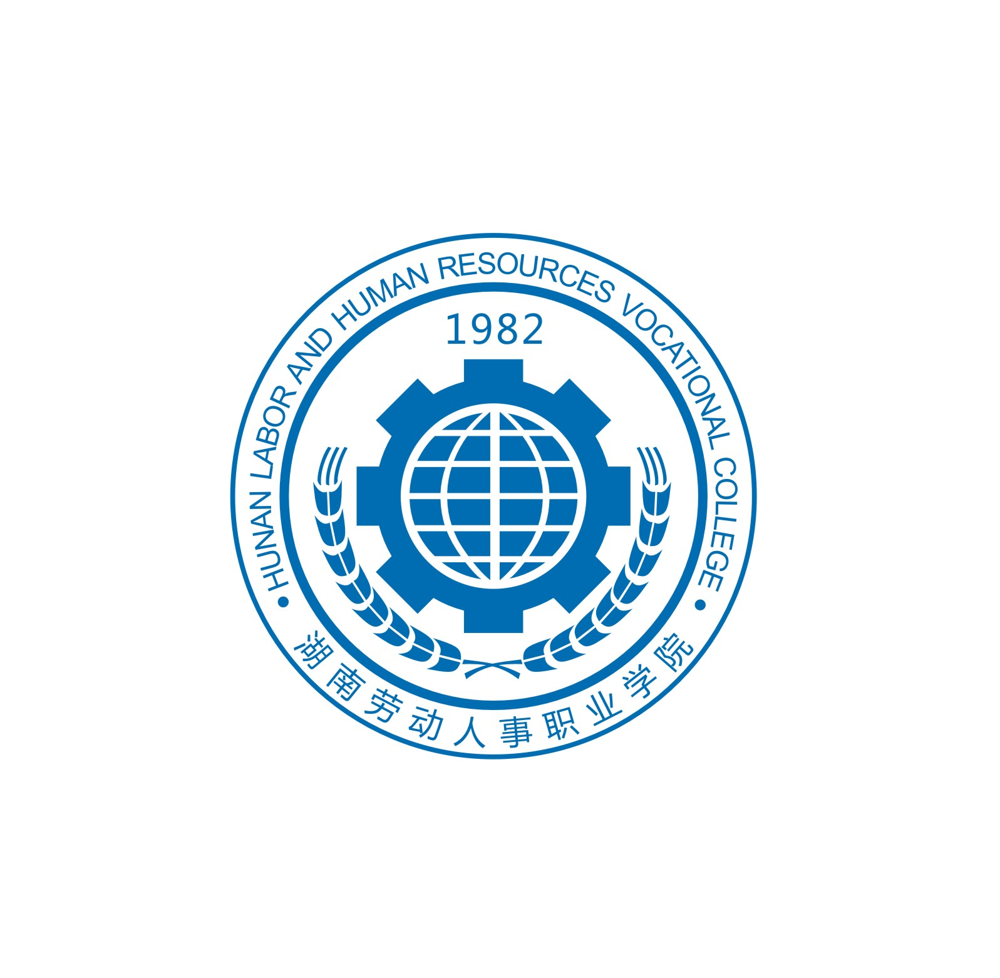 HUNAN LABOR AND HUMAN RESOURCES VOCATIONAL COLLEGE
1982
湖南劳动人事职业学院